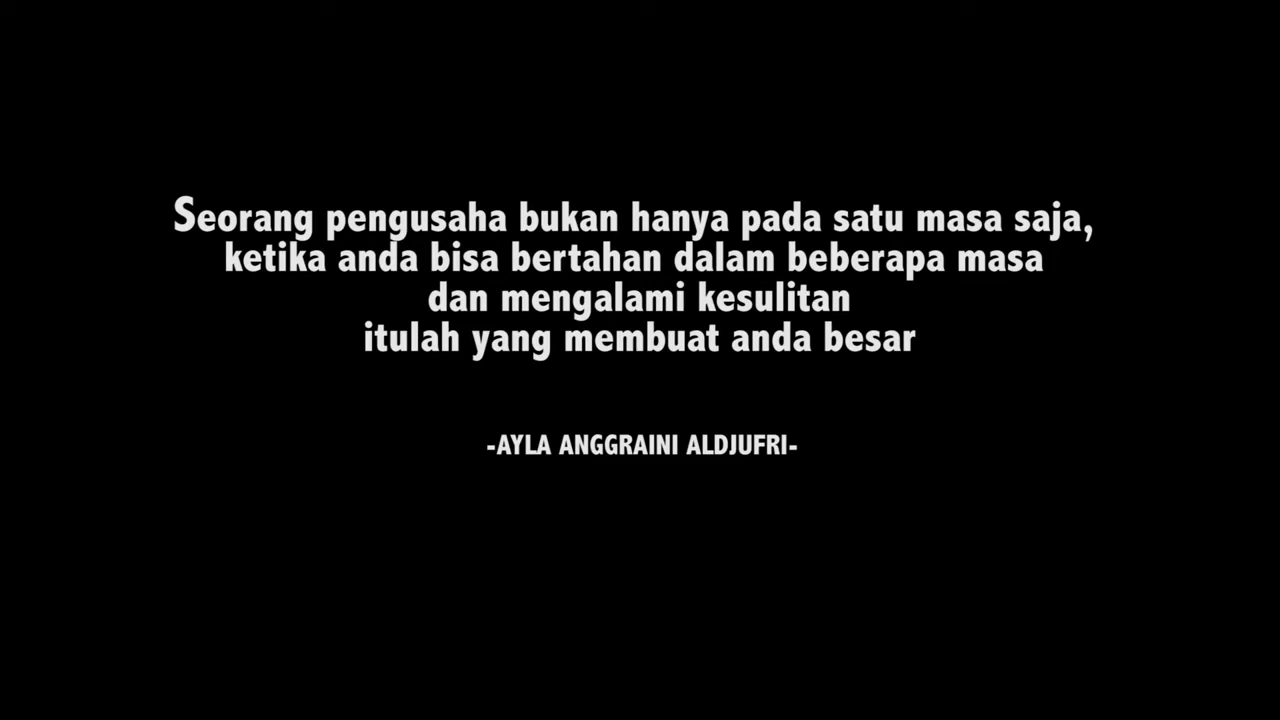 Seorang pengusaha bukan hanya pada satu masa saja,
ketika anda bisa bertahan dalam beberapa masa
dan mengalami kesulitan
itulah yang membuat anda besar
-AYLA ANGGRAINI ALDJUFRI-